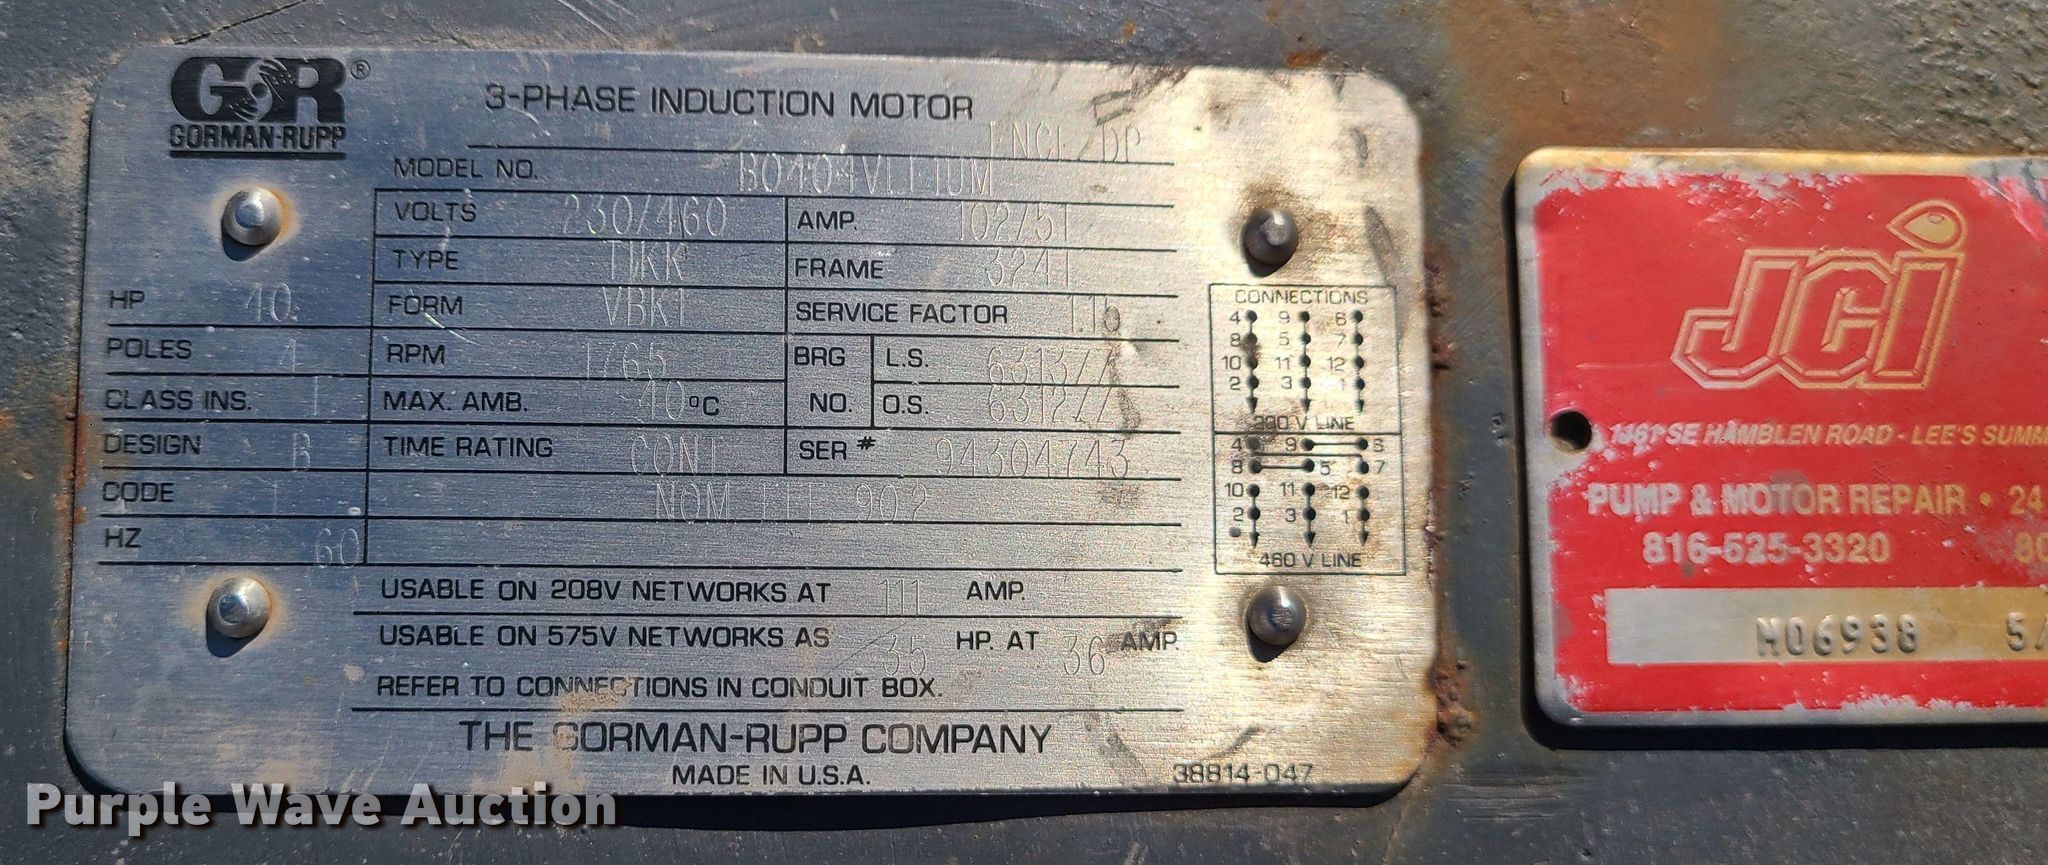 GR®
GORMAN-RUPP
3-PHASE INDUCTION MOTOR
ENCL DP
MODEL NO.
VOLTS 230/460 AMP. 102/51
TYPE FRAME 324T
HP 40 FORM SERVICE FACTOR 1.15
POLES 4 RPM 1765 BRG L.S.
CLASS INS. MAX. AMB. 40°C NO. O.S.
DESIGN B TIME RATING CONT. SER#
CODE NOM EFF 90.2
HZ 60
USABLE ON 208V NETWORKS AT 111 AMP.
USABLE ON 575V NETWORKS AS 35 HP. AT 36 AMP.
REFER TO CONNECTIONS IN CONDUIT BOX.
THE GORMAN-RUPP COMPANY
MADE IN U.S.A. 38814-047
CONNECTIONS
4 9 6
8 5 7
10 11 12
2 3 1
230 V LINE
4 9 6
8 5 7
10 11 12
2 3 1
460 V LINE
JCi
1161 SE HAMBLEN ROAD - LEE'S SUMM
PUMP & MOTOR REPAIR • 24
816-525-3320 80
M06938 5/
Purple Wave Auction